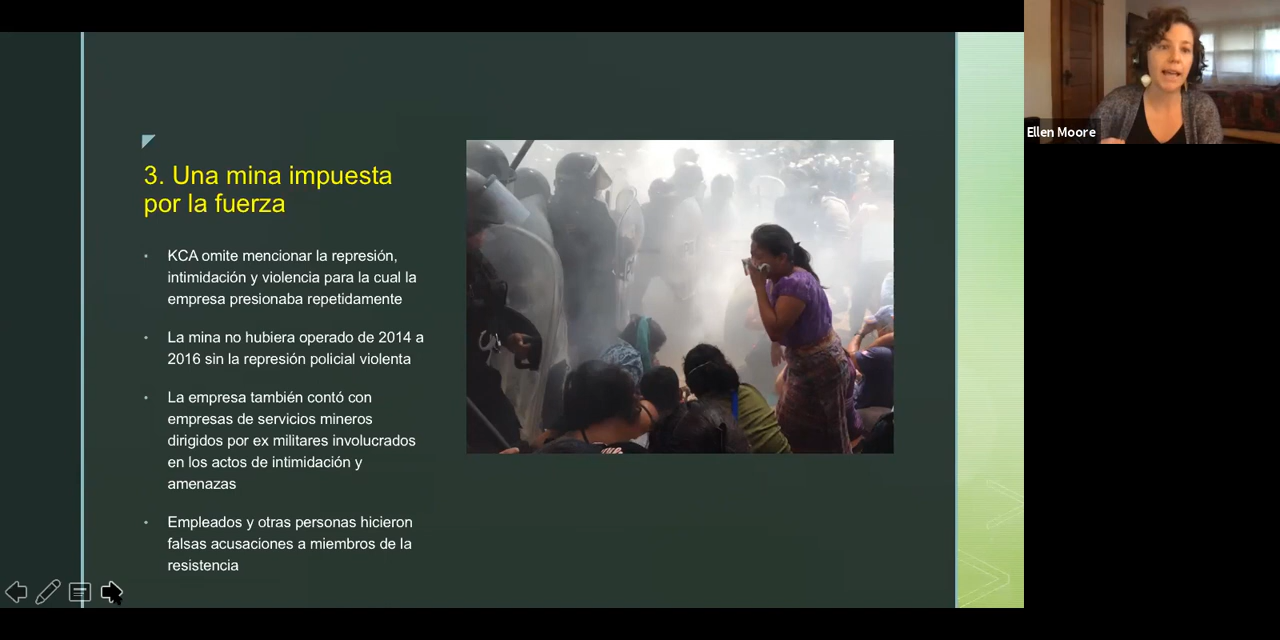 3. Una mina impuesta
por la fuerza
KCA omite mencionar la represión,
intimidación y violencia para la cual la
empresa presionaba repetidamente
La mina no hubiera operado de 2014 a
2016 sin la represión policial violenta
La empresa también contó con
empresas de servicios mineros
dirigidos por ex militares involucrados
en los actos de intimidación y
amenazas
Empleados y otras personas hicieron
falsas acusaciones a miembros de la
resistencia
Ellen Moore